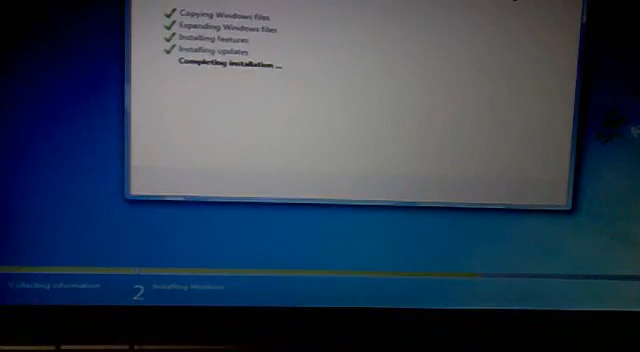 Copying Windows files
Expanding Windows files
Installing features
Installing updates
Completing installation ...
Collecting information
2 Installing Windows